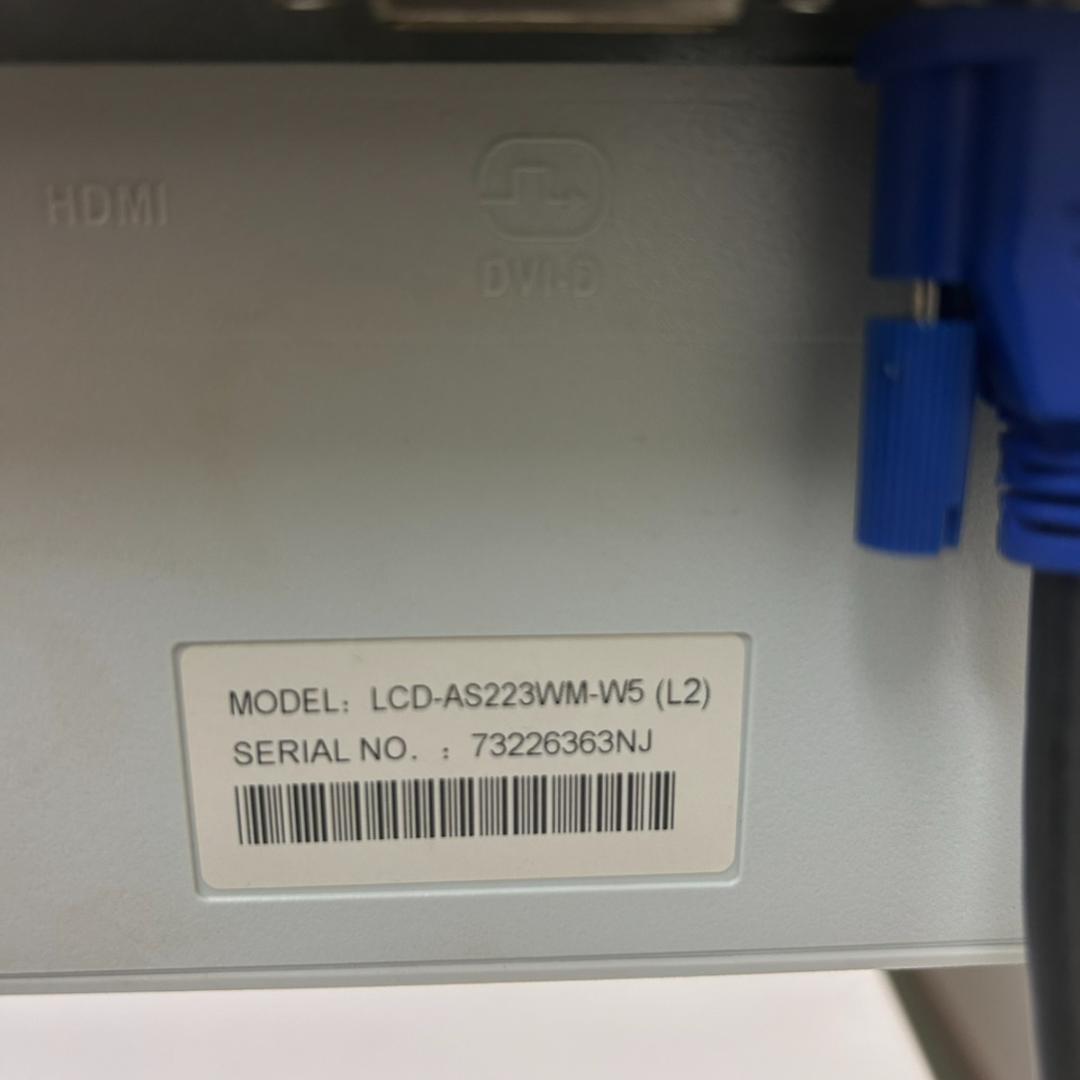 HDMI
DVI-D
MODEL: LCD-AS223WM-W5 (L2)
SERIAL NO. : 73226363NJ